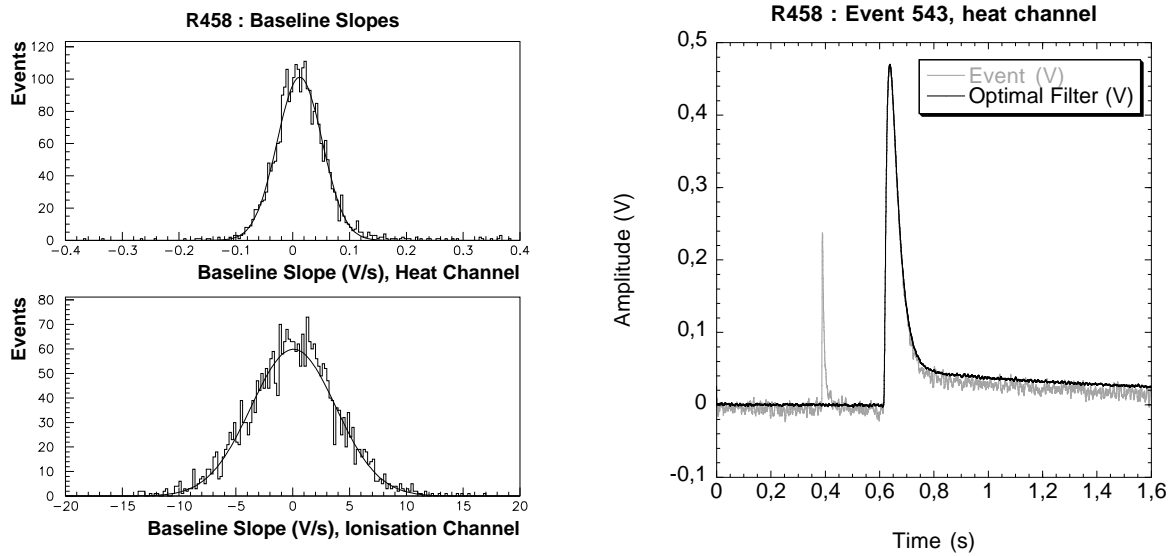 R458 : Baseline Slopes
Events
120
100
80
60
40
20
0
−0.4 −0.3 −0.2 −0.1 0 0.1 0.2 0.3 0.4
Baseline Slope (V/s), Heat Channel
Events
80
70
60
50
40
30
20
10
0
−20 −15 −10 −5 0 5 10 15 20
Baseline Slope (V/s), Ionisation Channel
R458 : Event 543, heat channel
Event (V)
Optimal Filter (V)
Amplitude (V)
0,5
0,4
0,3
0,2
0,1
0
-0,1
0 0,2 0,4 0,6 0,8 1 1,2 1,4 1,6
Time (s)